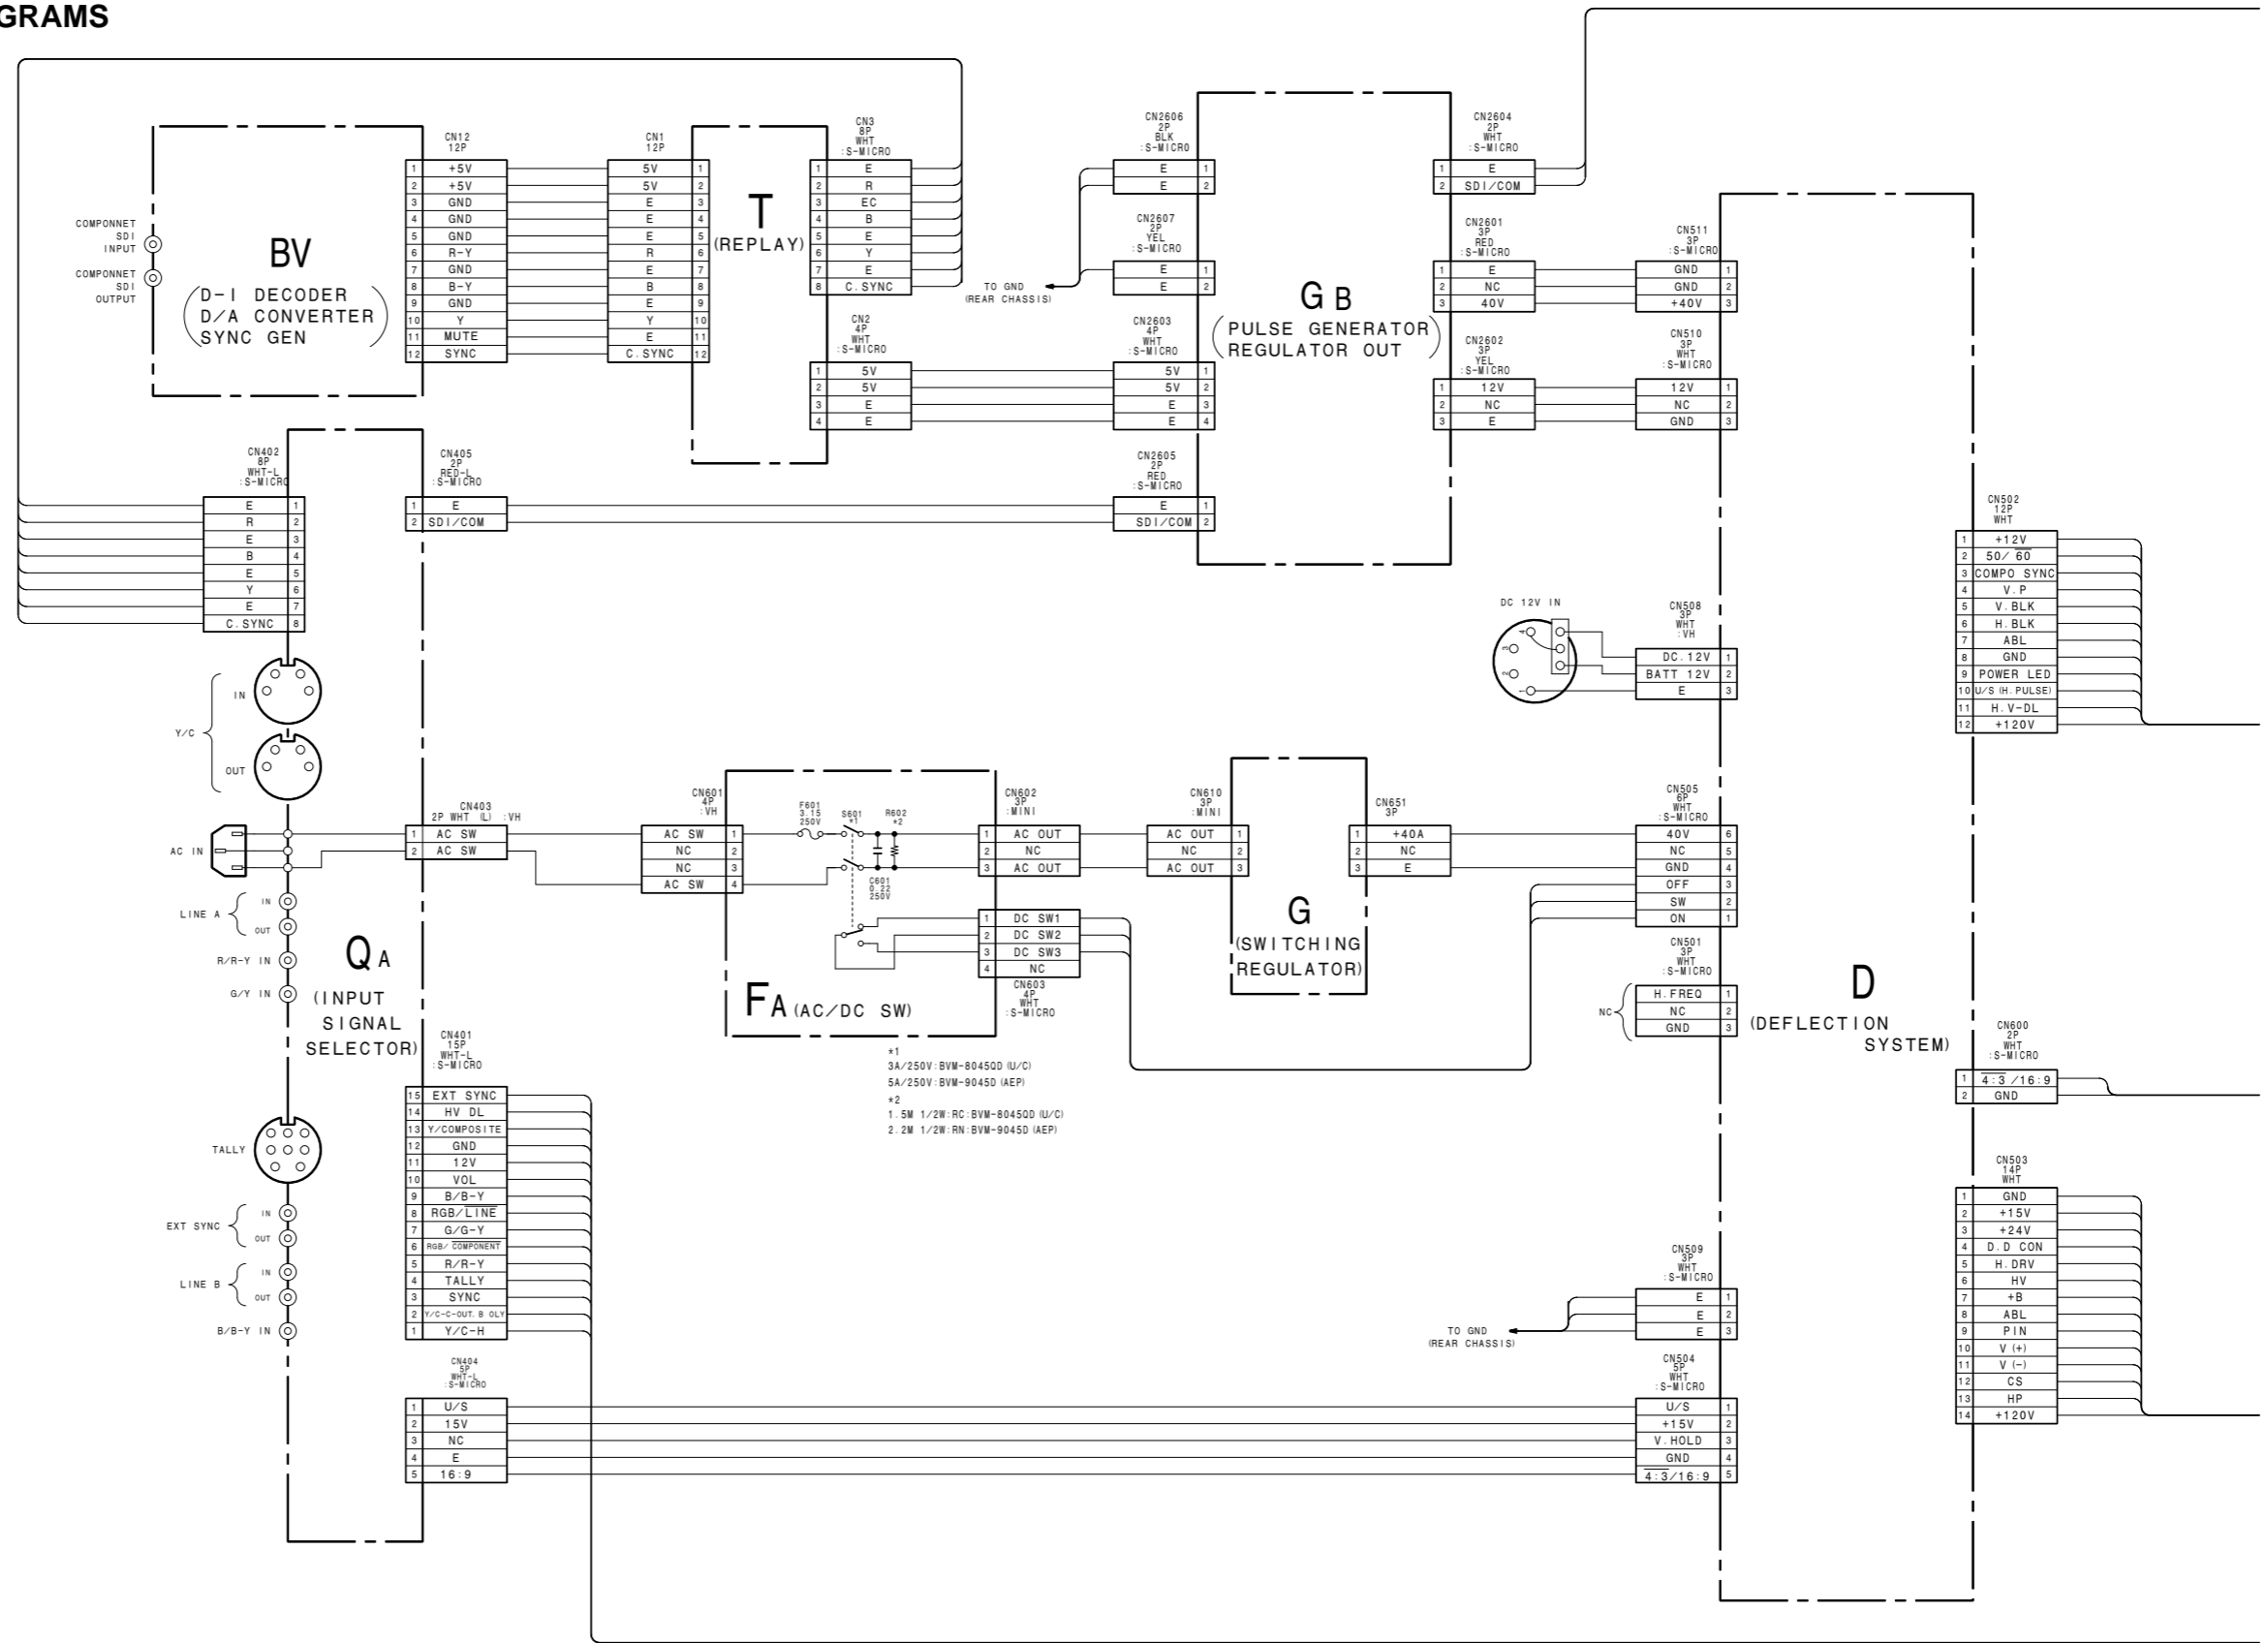 GRAMS
COMPONNET
SDI
INPUT
COMPONNET
SDI
OUTPUT
BV
(D-I DECODER
D/A CONVERTER
SYNC GEN)
CN12
12P
1 +5V
2 +5V
3 GND
4 GND
5 GND
6 R-Y
7 GND
8 B-Y
9 GND
10 Y
11 MUTE
12 SYNC
CN1
12P
5V 1
5V 2
E 3
E 4
E 5
R 6
E 7
B 8
E 9
Y 10
E 11
C.SYNC 12
T
(REPLAY)
CN3
8P
WHT
:S-MICRO
1 E
2 R
3 EC
4 B
5 E
6 Y
7 E
8 C.SYNC
CN2
4P
WHT
:S-MICRO
1 5V
2 5V
3 E
4 E
TO GND
(REAR CHASSIS)
CN2606
2P
BLK
:S-MICRO
E 1
E 2
CN2607
2P
YEL
:S-MICRO
E 1
E 2
CN2603
4P
WHT
:S-MICRO
5V 1
5V 2
E 3
E 4
CN2605
2P
RED
:S-MICRO
E 1
SDI/COM 2
GB
(PULSE GENERATOR
REGULATOR OUT)
CN2604
2P
WHT
:S-MICRO
1 E
2 SDI/COM
CN2601
3P
RED
:S-MICRO
1 E
2 NC
3 40V
CN2602
3P
YEL
:S-MICRO
1 12V
2 NC
3 E
CN511
3P
:S-MICRO
GND 1
GND 2
+40V 3
CN510
3P
WHT
:S-MICRO
12V 1
NC 2
GND 3
CN402
8P
WHT-L
:S-MICRO
E 1
R 2
E 3
B 4
E 5
Y 6
E 7
C.SYNC 8
CN405
2P
RED-L
:S-MICRO
1 E
2 SDI/COM
Y/C
IN
OUT
AC IN
LINE A
IN
OUT
R/R-Y IN
G/Y IN
TALLY
EXT SYNC
IN
OUT
LINE B
IN
OUT
B/B-Y IN
QA
(INPUT
SIGNAL
SELECTOR)
CN403
2P WHT (L) :VH
1 AC SW
2 AC SW
CN401
15P
WHT-L
:S-MICRO
15 EXT SYNC
14 HV DL
13 Y/COMPOSITE
12 GND
11 12V
10 VOL
9 B/B-Y
8 RGB/LINE
7 G/G-Y
6 RGB/COMPONENT
5 R/R-Y
4 TALLY
3 SYNC
2 Y/C-C-OUT.B OLY
1 Y/C-H
CN404
5P
WHT-L
:S-MICRO
1 U/S
2 15V
3 NC
4 E
5 16:9
CN601
4P
:VH
AC SW 1
NC 2
NC 3
AC SW 4
F601
3.15
250V
S601
*1
R602
*2
C601
0.22
250V
FA (AC/DC SW)
CN602
3P
:MINI
1 AC OUT
2 NC
3 AC OUT
1 DC SW1
2 DC SW2
3 DC SW3
4 NC
CN603
4P
WHT
:S-MICRO
*1
3A/250V:BVM-8045QD (U/C)
5A/250V:BVM-9045D (AEP)
*2
1.5M 1/2W:RC:BVM-8045QD (U/C)
2.2M 1/2W:RN:BVM-9045D (AEP)
CN610
3P
:MINI
AC OUT 1
NC 2
AC OUT 3
G
(SWITCHING
REGULATOR)
CN651
3P
1 +40A
2 NC
3 E
DC 12V IN
4
3
2
1
CN508
3P
WHT
:VH
DC.12V 1
BATT 12V 2
E 3
CN505
6P
WHT
:S-MICRO
40V 6
NC 5
GND 4
OFF 3
SW 2
ON 1
CN501
3P
WHT
:S-MICRO
NC
H.FREQ 1
NC 2
GND 3
D
(DEFLECTION
SYSTEM)
CN509
3P
WHT
:S-MICRO
E 1
E 2
E 3
TO GND
(REAR CHASSIS)
CN504
5P
WHT
:S-MICRO
U/S 1
+15V 2
V.HOLD 3
GND 4
4:3/16:9 5
CN502
12P
WHT
1 +12V
2 50/60
3 COMPO SYNC
4 V.P
5 V.BLK
6 H.BLK
7 ABL
8 GND
9 POWER LED
10 U/S (H.PULSE)
11 H.V-DL
12 +120V
CN600
2P
WHT
:S-MICRO
1 4:3/16:9
2 GND
CN503
14P
WHT
1 GND
2 +15V
3 +24V
4 D.D CON
5 H.DRV
6 HV
7 +B
8 ABL
9 PIN
10 V (+)
11 V (-)
12 CS
13 HP
14 +120V